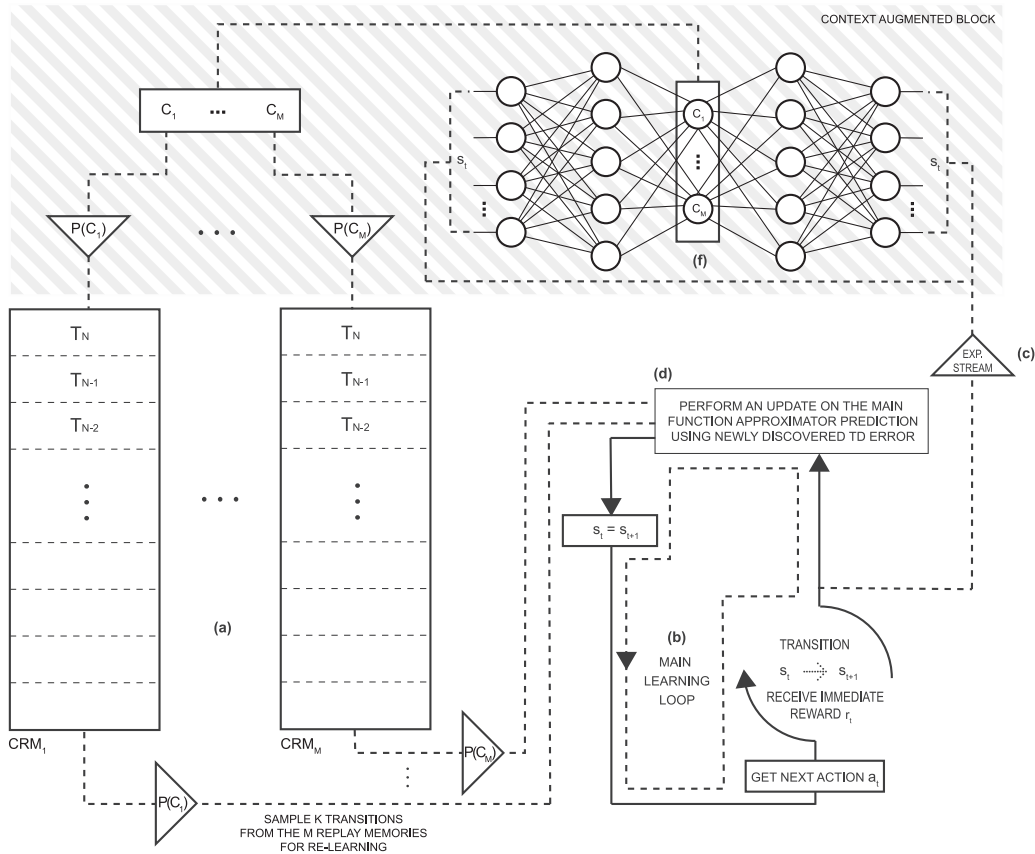 CONTEXT AUGMENTED BLOCK
C1 ... CM
P(C1) ... P(CM)
st
C1
...
CM
st
(f)
TN
TN-1
TN-2
CRM1
TN
TN-1
TN-2
CRMM
(a)
P(C1)
P(CM)
SAMPLE K TRANSITIONS
FROM THE M REPLAY MEMORIES
FOR RE-LEARNING
EXP.
STREAM
(c)
(d)
PERFORM AN UPDATE ON THE MAIN
FUNCTION APPROXIMATOR PREDICTION
USING NEWLY DISCOVERED TD ERROR
st = st+1
(b)
MAIN
LEARNING
LOOP
TRANSITION
st st+1
RECEIVE IMMEDIATE
REWARD rt
GET NEXT ACTION at